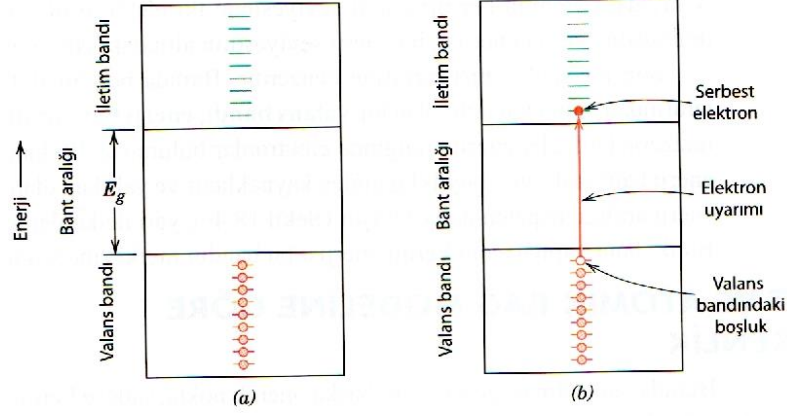 Enerji
İletim bandı
Bant aralığı
Valans bandı
E_g
(a)
İletim bandı
Bant aralığı
Valans bandı
Serbest
elektron
Elektron
uyarımı
Valans
bandındaki
boşluk
(b)